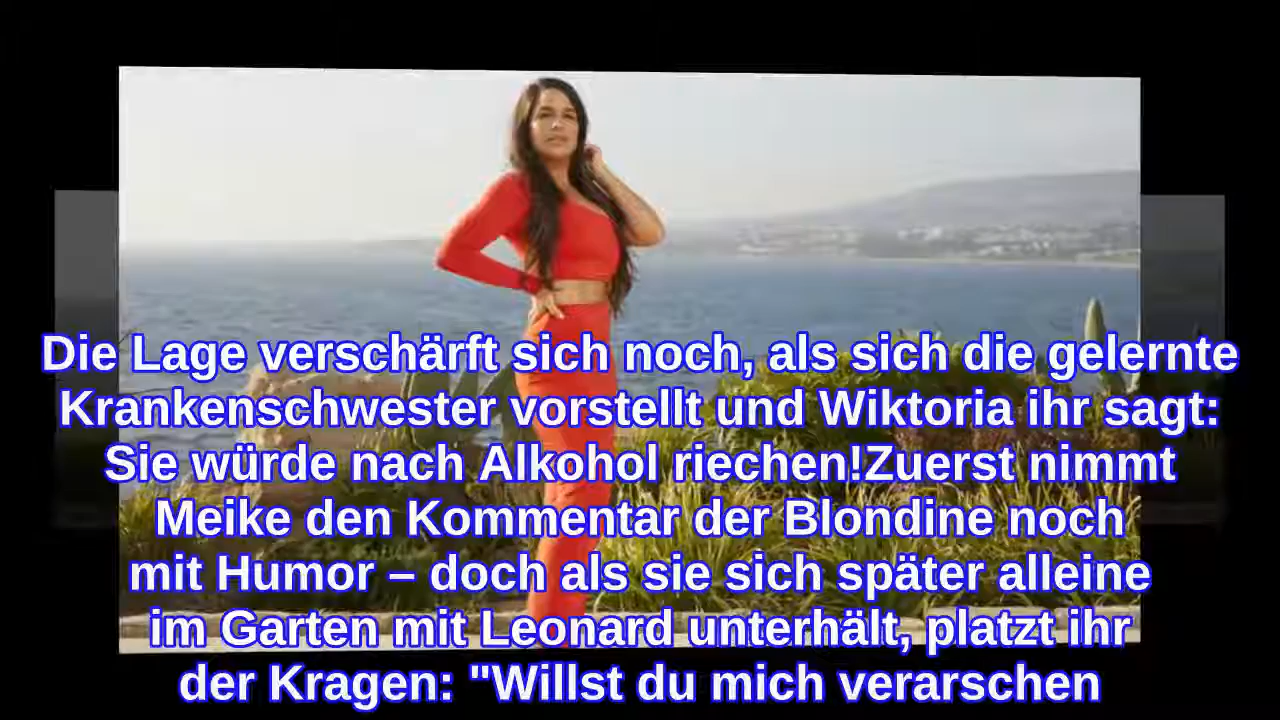 Die Lage verschärft sich noch, als sich die gelernte
Krankenschwester vorstellt und Wiktoria ihr sagt:
Sie würde nach Alkohol riechen!Zuerst nimmt
Meike den Kommentar der Blondine noch
mit Humor – doch als sie sich später alleine
im Garten mit Leonard unterhält, platzt ihr
der Kragen: "Willst du mich verarschen